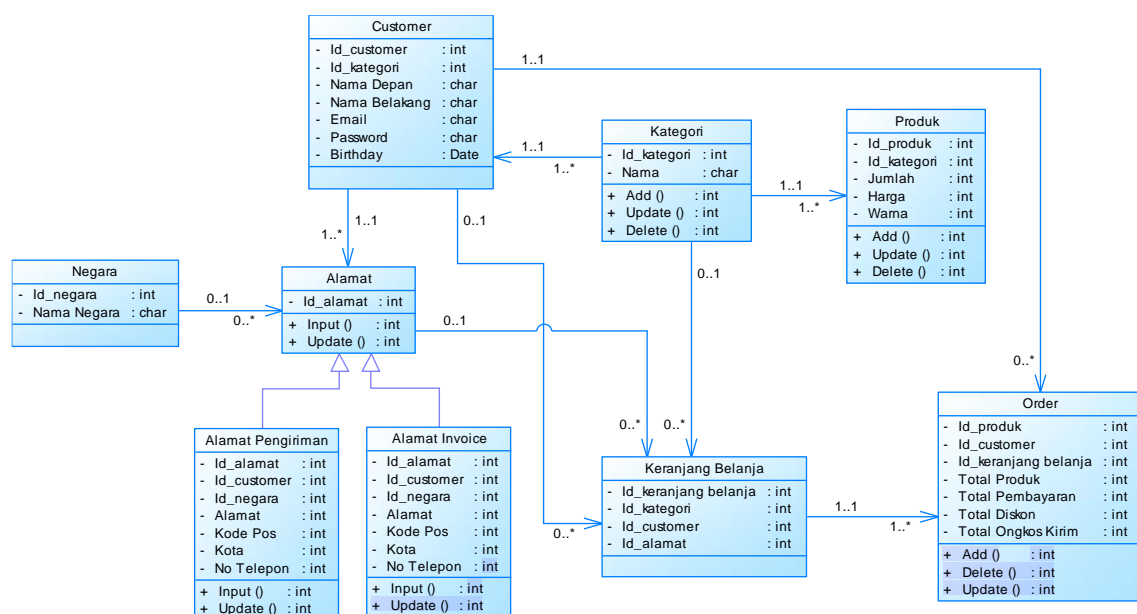 Customer
- Id_customer : int
- Id_kategori : int
- Nama Depan : char
- Nama Belakang : char
- Email : char
- Password : char
- Birthday : Date
1..1
0..*
1..1
1..*
1..1
1..*
0..1
0..*
Kategori
- Id_kategori : int
- Nama : char
+ Add () : int
+ Update () : int
+ Delete () : int
1..1
1..*
0..1
0..*
Produk
- Id_produk : int
- Id_kategori : int
- Jumlah : int
- Harga : int
- Warna : int
+ Add () : int
+ Update () : int
+ Delete () : int
Negara
- Id_negara : int
- Nama Negara : char
0..1
0..*
Alamat
- Id_alamat : int
+ Input () : int
+ Update () : int
0..1
0..*
Alamat Pengiriman
- Id_alamat : int
- Id_customer : int
- Id_negara : int
- Alamat : int
- Kode Pos : int
- Kota : int
- No Telepon : int
+ Input () : int
+ Update () : int
Alamat Invoice
- Id_alamat : int
- Id_customer : int
- Id_negara : int
- Alamat : int
- Kode Pos : int
- Kota : int
- No Telepon : int
+ Input () : int
+ Update () : int
Keranjang Belanja
- Id_keranjang belanja : int
- Id_kategori : int
- Id_customer : int
- Id_alamat : int
1..1
1..*
Order
- Id_produk : int
- Id_customer : int
- Id_keranjang belanja : int
- Total Produk : int
- Total Pembayaran : int
- Total Diskon : int
- Total Ongkos Kirim : int
+ Add () : int
+ Delete () : int
+ Update () : int